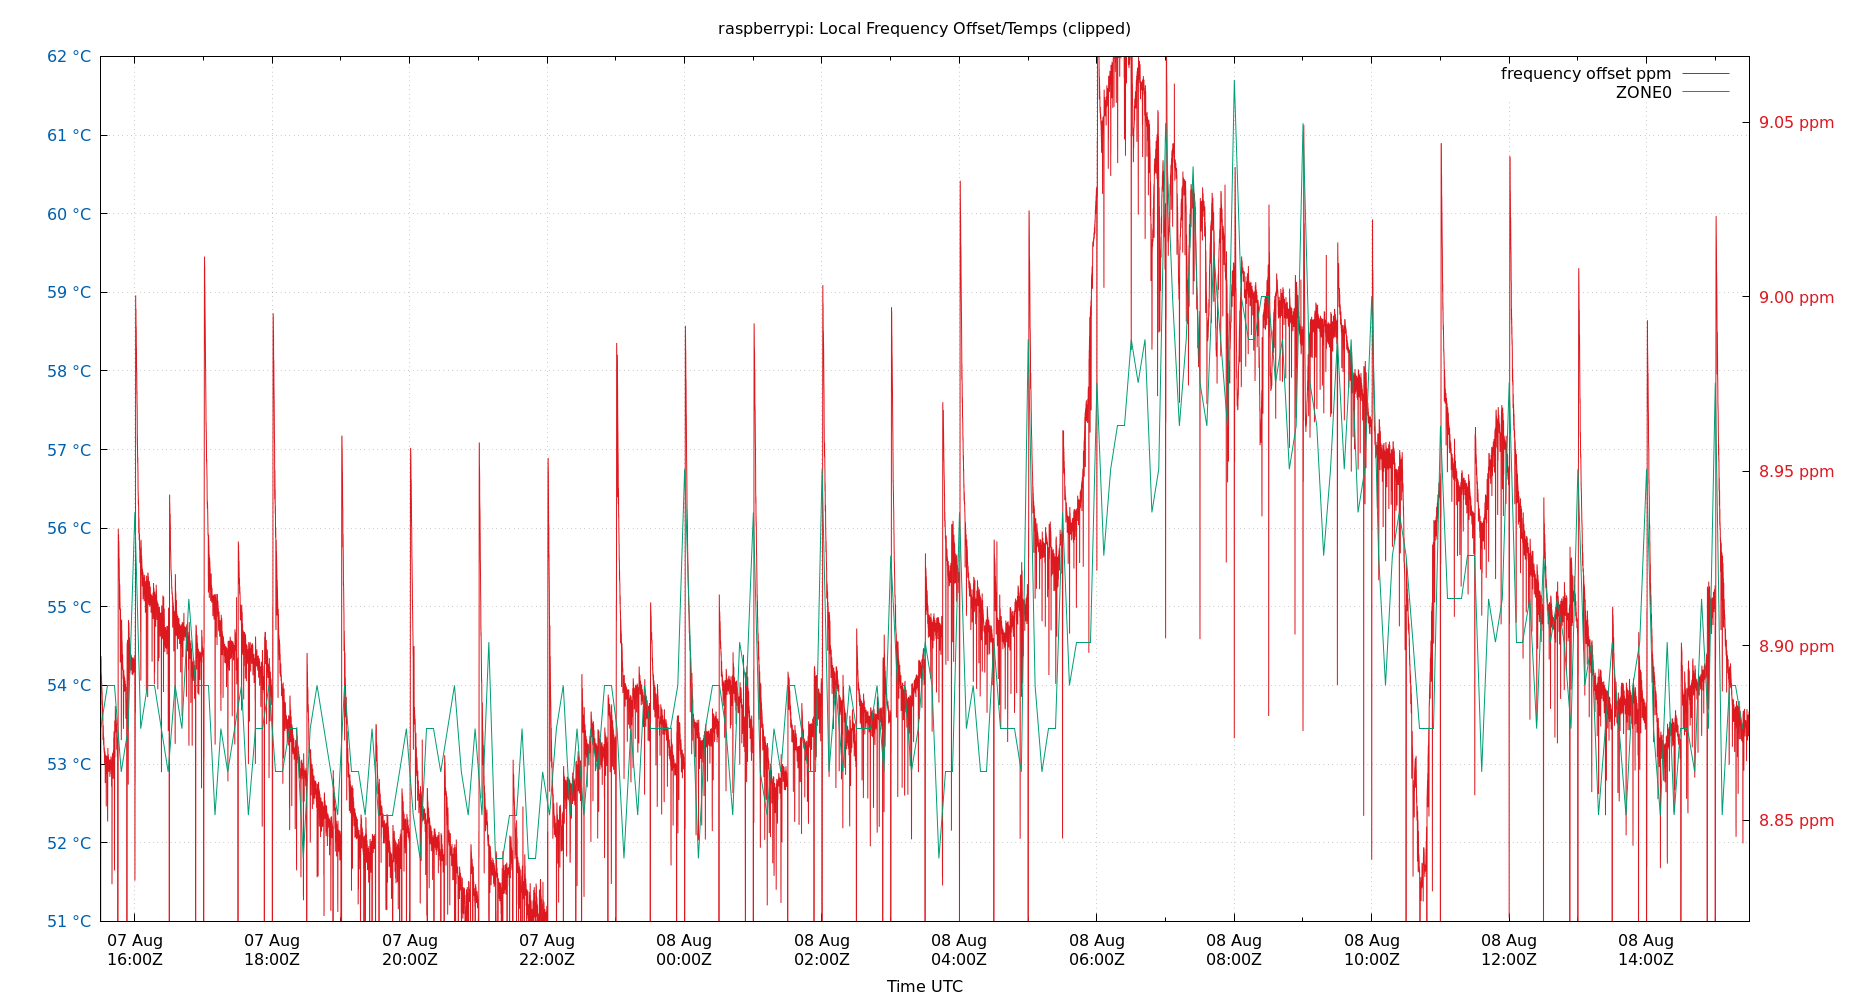 raspberrypi: Local Frequency Offset/Temps (clipped)
62 °C
61 °C
60 °C
59 °C
58 °C
57 °C
56 °C
55 °C
54 °C
53 °C
52 °C
51 °C
frequency offset ppm
ZONE0
9.05 ppm
9.00 ppm
8.95 ppm
8.90 ppm
8.85 ppm
07 Aug
16:00Z
07 Aug
18:00Z
07 Aug
20:00Z
07 Aug
22:00Z
08 Aug
00:00Z
08 Aug
02:00Z
08 Aug
04:00Z
08 Aug
06:00Z
08 Aug
08:00Z
08 Aug
10:00Z
08 Aug
12:00Z
08 Aug
14:00Z
Time UTC